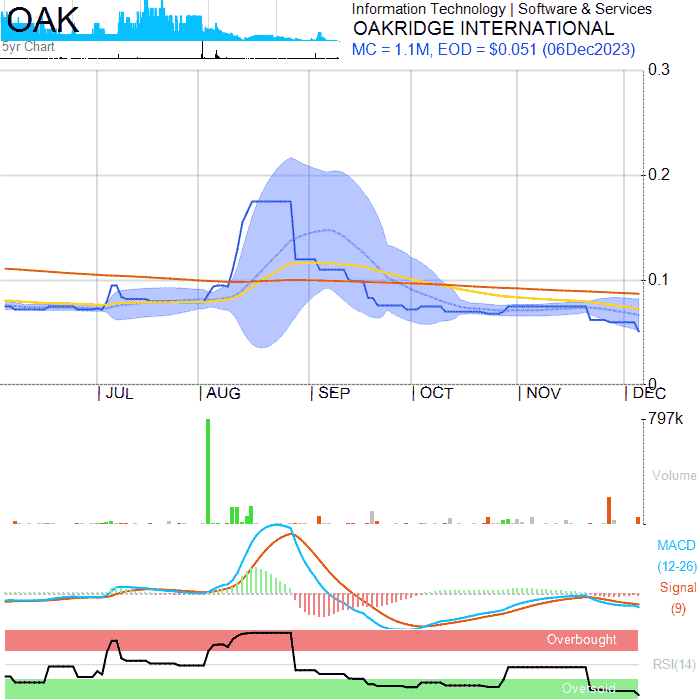 OAK
5yr Chart
Information Technology | Software & Services
OAKRIDGE INTERNATIONAL
MC = 1.1M, EOD = $0.051 (06Dec2023)
0.3
0.2
0.1
0
JUL AUG SEP OCT NOV DEC
797k
Volume
MACD
(12-26)
Signal
(9)
Overbought
RSI(14)
Oversold